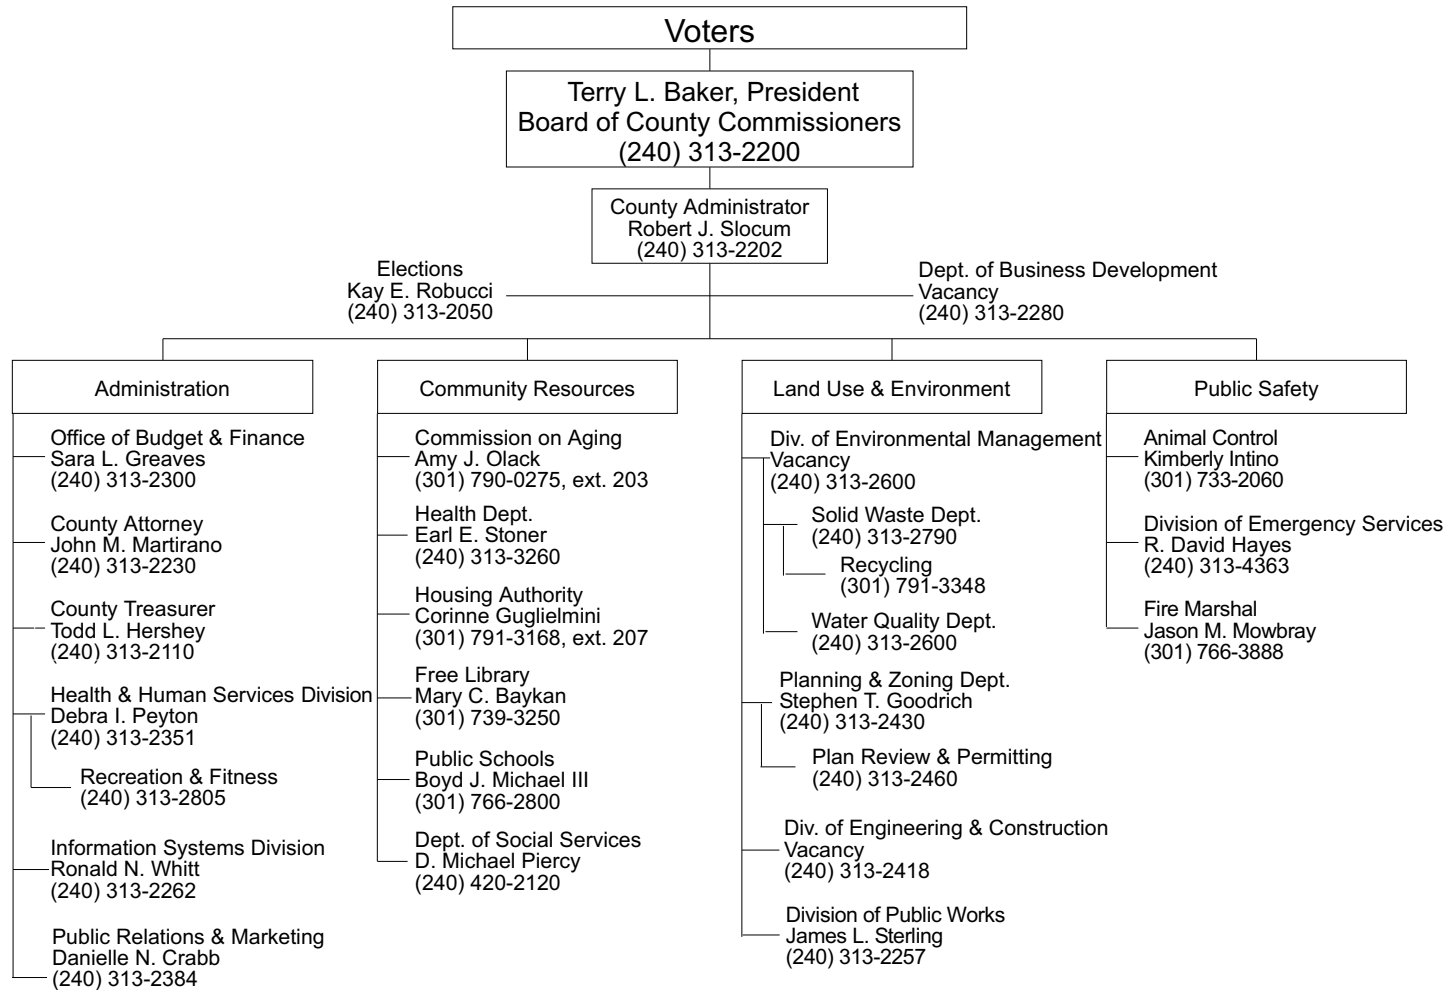 Voters
Terry L. Baker, President
Board of County Commissioners
(240) 313-2200
County Administrator
Robert J. Slocum
(240) 313-2202
Elections
Kay E. Robucci
(240) 313-2050
Dept. of Business Development
Vacancy
(240) 313-2280
Administration
Office of Budget & Finance
Sara L. Greaves
(240) 313-2300
County Attorney
John M. Martirano
(240) 313-2230
County Treasurer
Todd L. Hershey
(240) 313-2110
Health & Human Services Division
Debra I. Peyton
(240) 313-2351
Recreation & Fitness
(240) 313-2805
Information Systems Division
Ronald N. Whitt
(240) 313-2262
Public Relations & Marketing
Danielle N. Crabb
(240) 313-2384
Community Resources
Commission on Aging
Amy J. Olack
(301) 790-0275, ext. 203
Health Dept.
Earl E. Stoner
(240) 313-3260
Housing Authority
Corinne Guglielmini
(301) 791-3168, ext. 207
Free Library
Mary C. Baykan
(301) 739-3250
Public Schools
Boyd J. Michael III
(301) 766-2800
Dept. of Social Services
D. Michael Piercy
(240) 420-2120
Land Use & Environment
Div. of Environmental Management
Vacancy
(240) 313-2600
Solid Waste Dept.
(240) 313-2790
Recycling
(301) 791-3348
Water Quality Dept.
(240) 313-2600
Planning & Zoning Dept.
Stephen T. Goodrich
(240) 313-2430
Plan Review & Permitting
(240) 313-2460
Div. of Engineering & Construction
Vacancy
(240) 313-2418
Division of Public Works
James L. Sterling
(240) 313-2257
Public Safety
Animal Control
Kimberly Intino
(301) 733-2060
Division of Emergency Services
R. David Hayes
(240) 313-4363
Fire Marshal
Jason M. Mowbray
(301) 766-3888